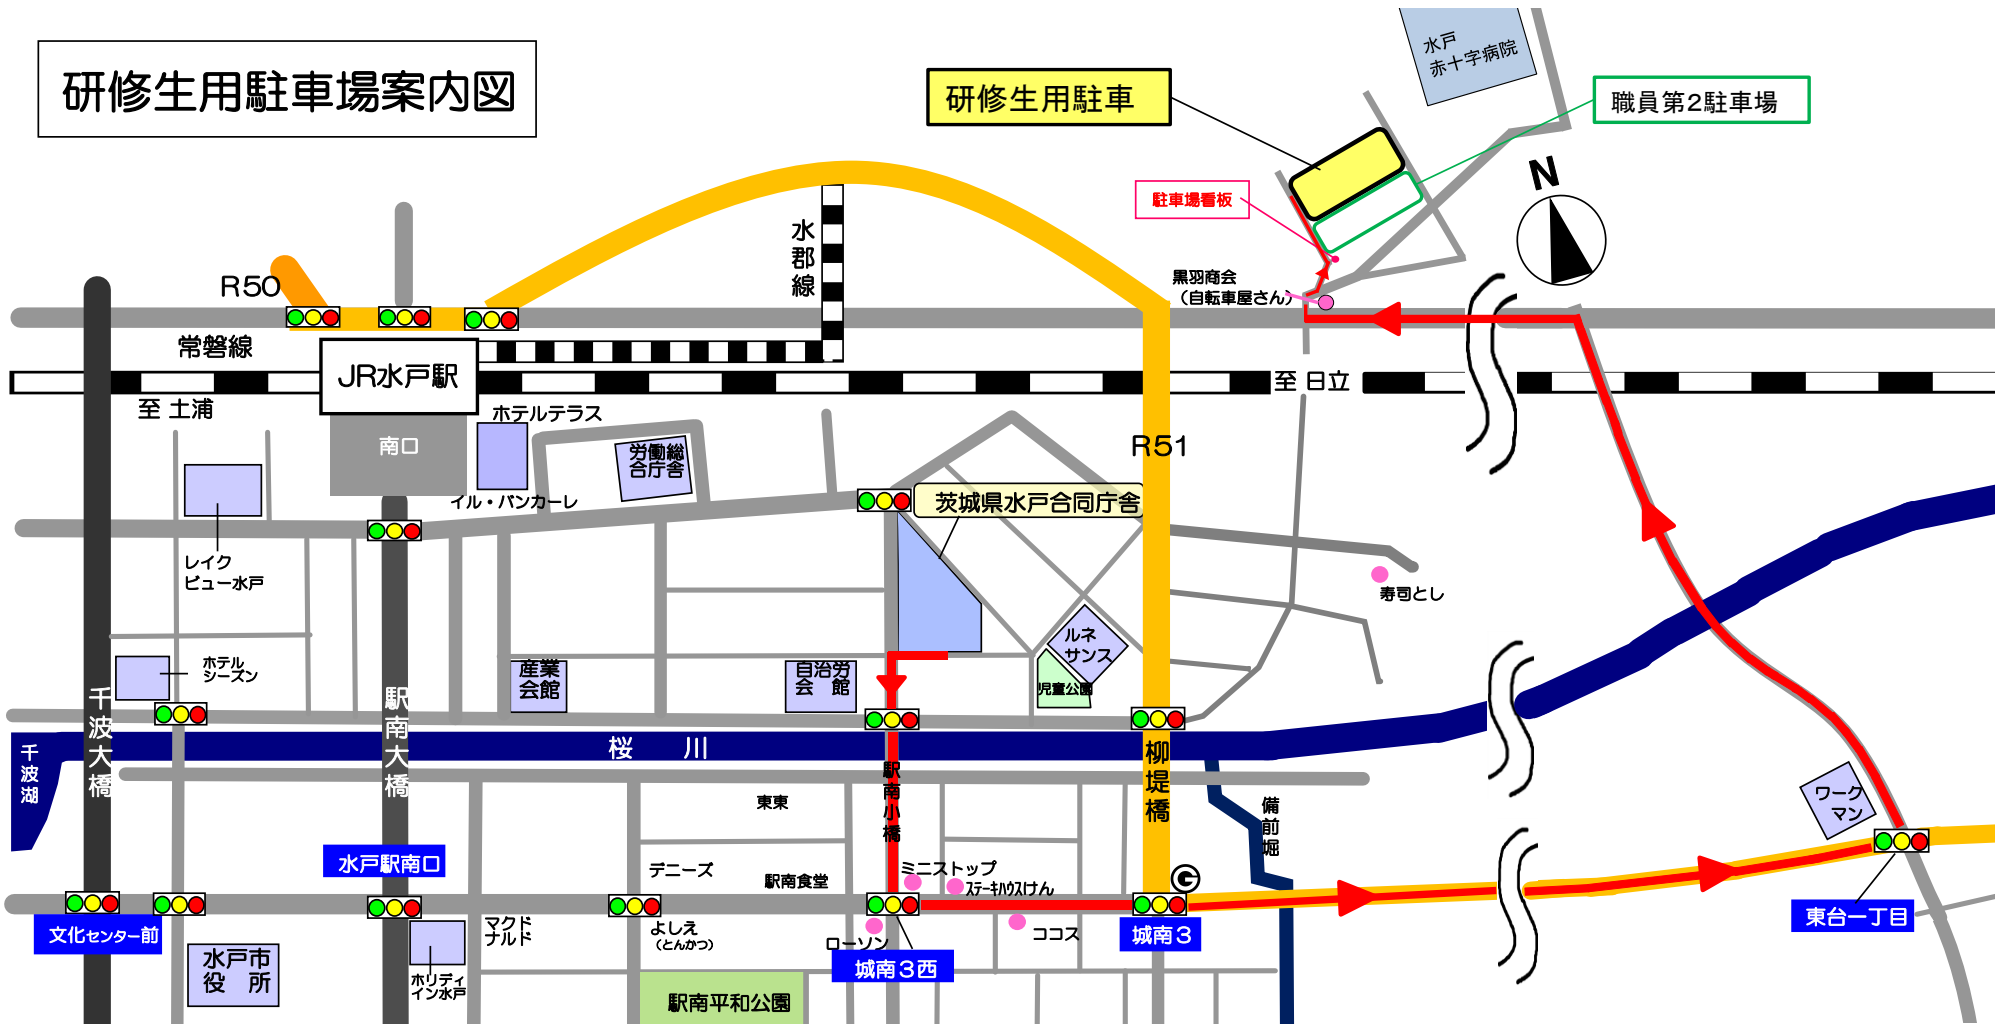 研修生用駐車場案内図
水戸
赤十字病院
研修生用駐車
職員第2駐車場
N
駐車場看板
水郡線
黒羽商会
（自転車屋さん）
R50
常磐線
JR水戸駅
至 土浦
至 日立
南口
ホテルテラス
イル・バンカーレ
労働総
合庁舎
R51
茨城県水戸合同庁舎
レイク
ビュー水戸
寿司とし
ホテル
シーズン
産業
会館
自治労
会 館
ルネ
サンス
児童公園
千波大橋
駅南大橋
千波湖
桜 川
柳堤橋
駅南小橋
備前堀
東東
ワーク
マン
水戸駅南口
デニーズ
駅南食堂
ミニストップ
ステーキハウスけん
文化センター前
マクド
ナルド
よしえ
（とんかつ）
ローソン
ココス
城南３
東台一丁目
城南３西
水戸市
役 所
ホリディ
イン水戸
駅南平和公園